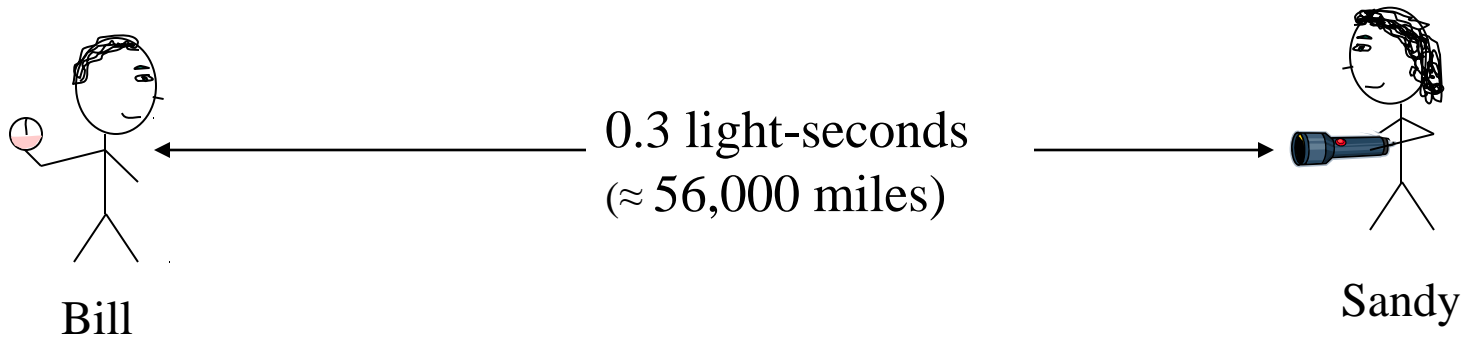 0.3 light-seconds
(≈ 56,000 miles)
Bill
Sandy